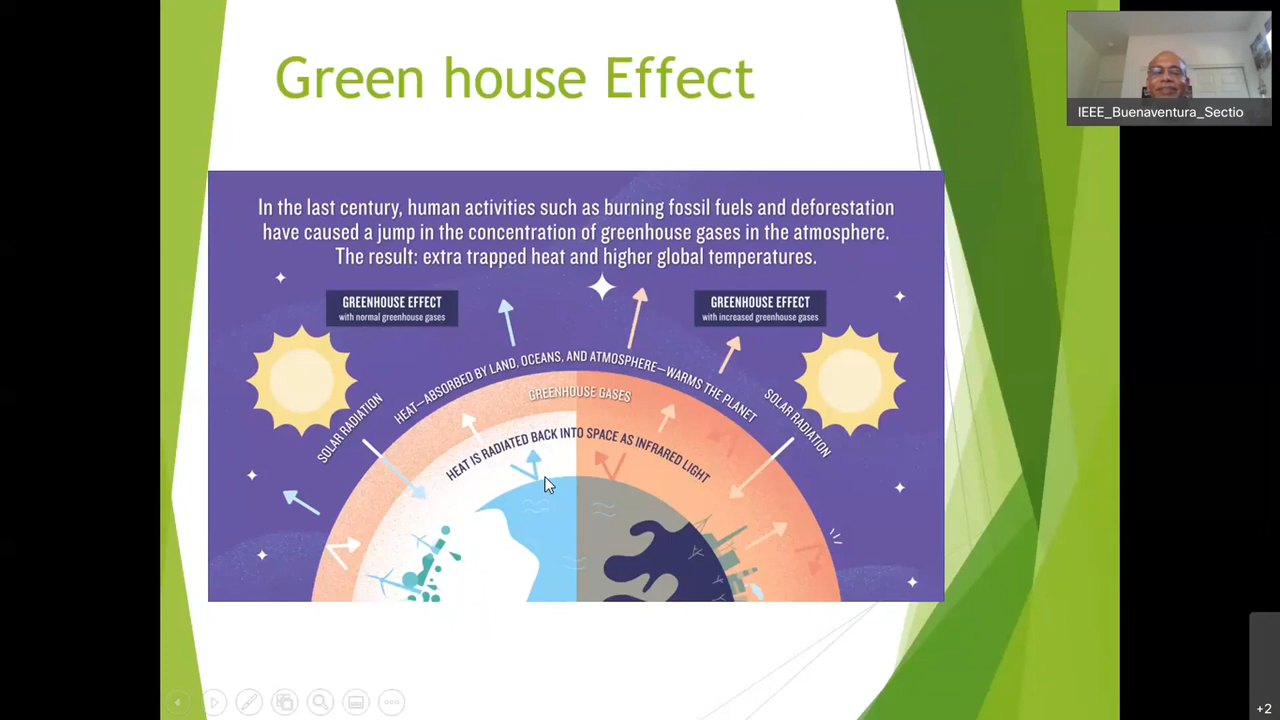 Green house Effect
IEEE_Buenaventura_Sectio
In the last century, human activities such as burning fossil fuels and deforestation
have caused a jump in the concentration of greenhouse gases in the atmosphere.
The result: extra trapped heat and higher global temperatures.
GREENHOUSE EFFECT
with normal greenhouse gases
GREENHOUSE EFFECT
with increased greenhouse gases
HEAT—ABSORBED BY LAND, OCEANS, AND ATMOSPHERE—WARMS THE PLANET
GREENHOUSE GASES
SOLAR RADIATION
SOLAR RADIATION
HEAT IS RADIATED BACK INTO SPACE AS INFRARED LIGHT
+2